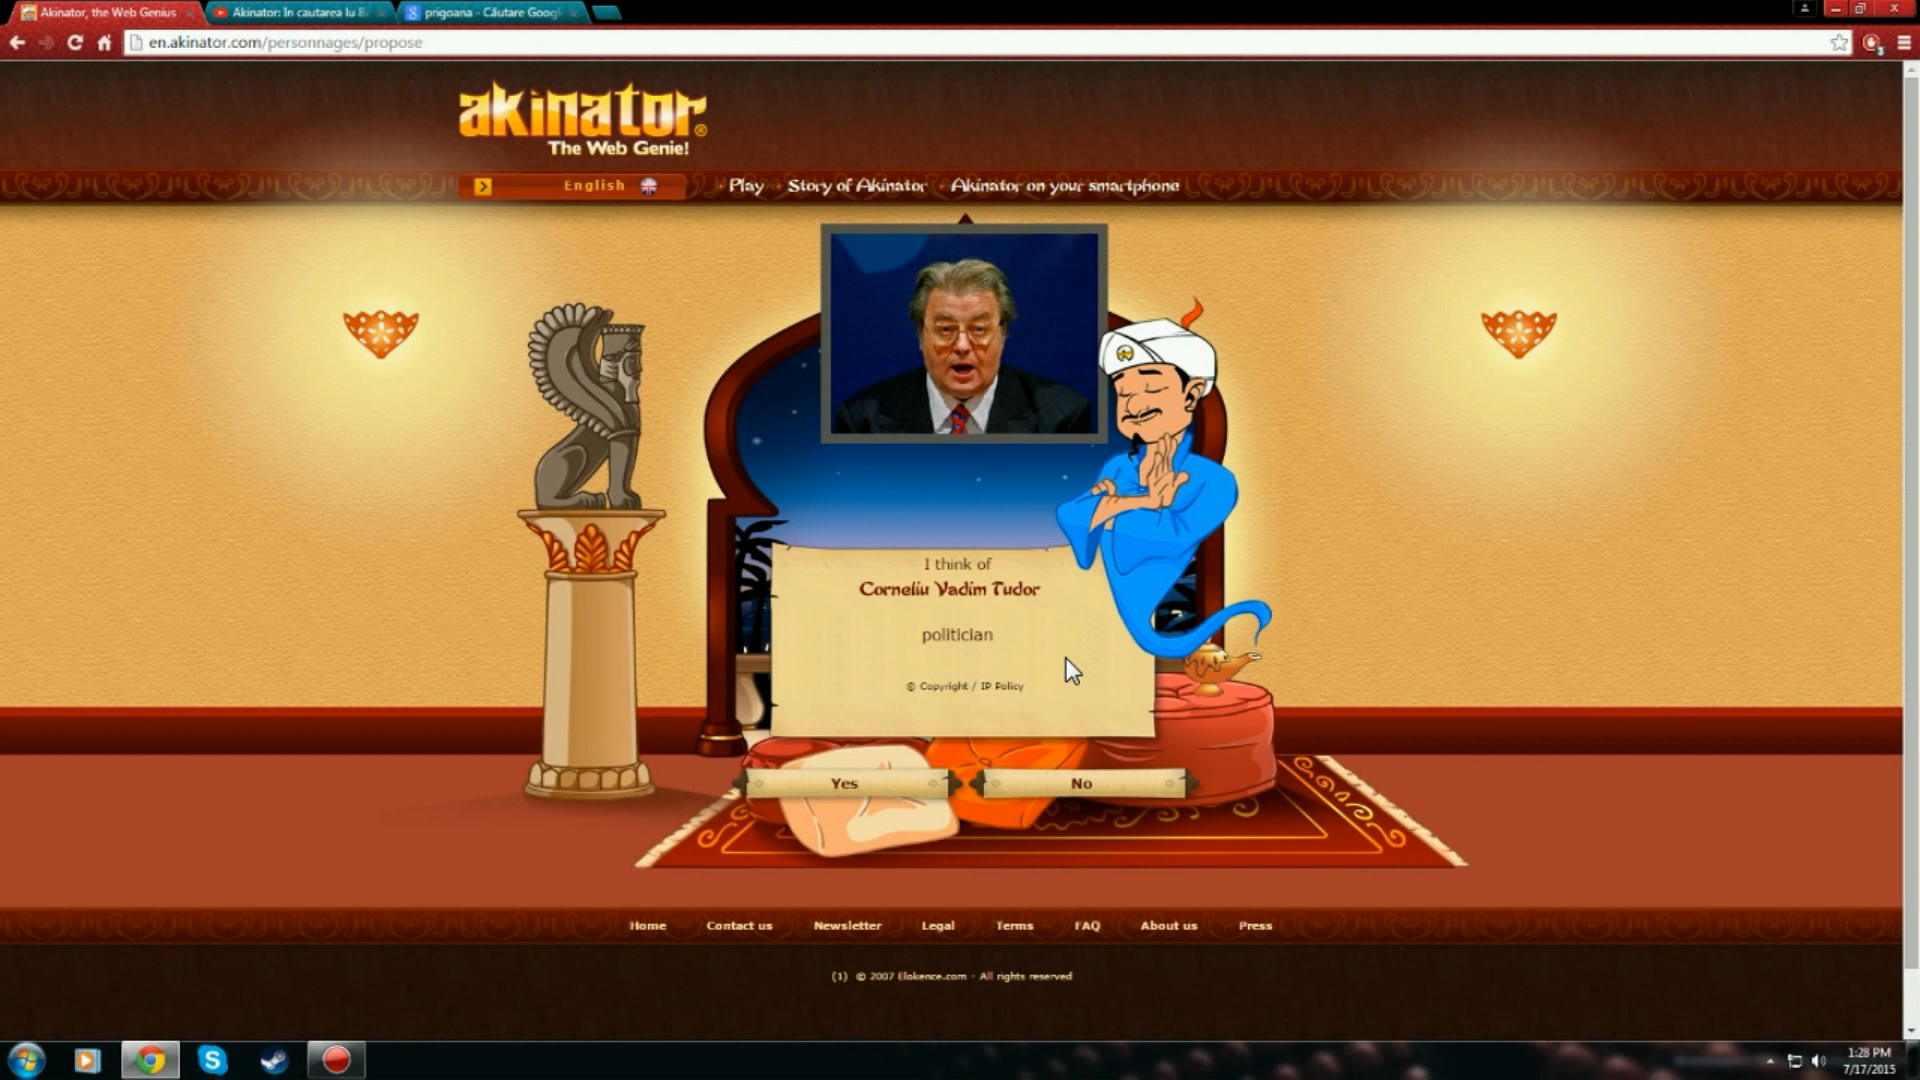 Akinator, the Web Genius
Akinator: In cautarea lu B
prigoana - Căutare Goog
en.akinator.com/personnages/propose
3
akinator®
The Web Genie!
English
Play
Story of Akinator
Akinator on your smartphone
I think of
Corneliu Vadim Tudor
politician
© Copyright / IP Policy
Yes
No
Home
Contact us
Newsletter
Legal
Terms
FAQ
About us
Press
(1) © 2007 Elokence.com - All rights reserved
1:28 PM
7/17/2015